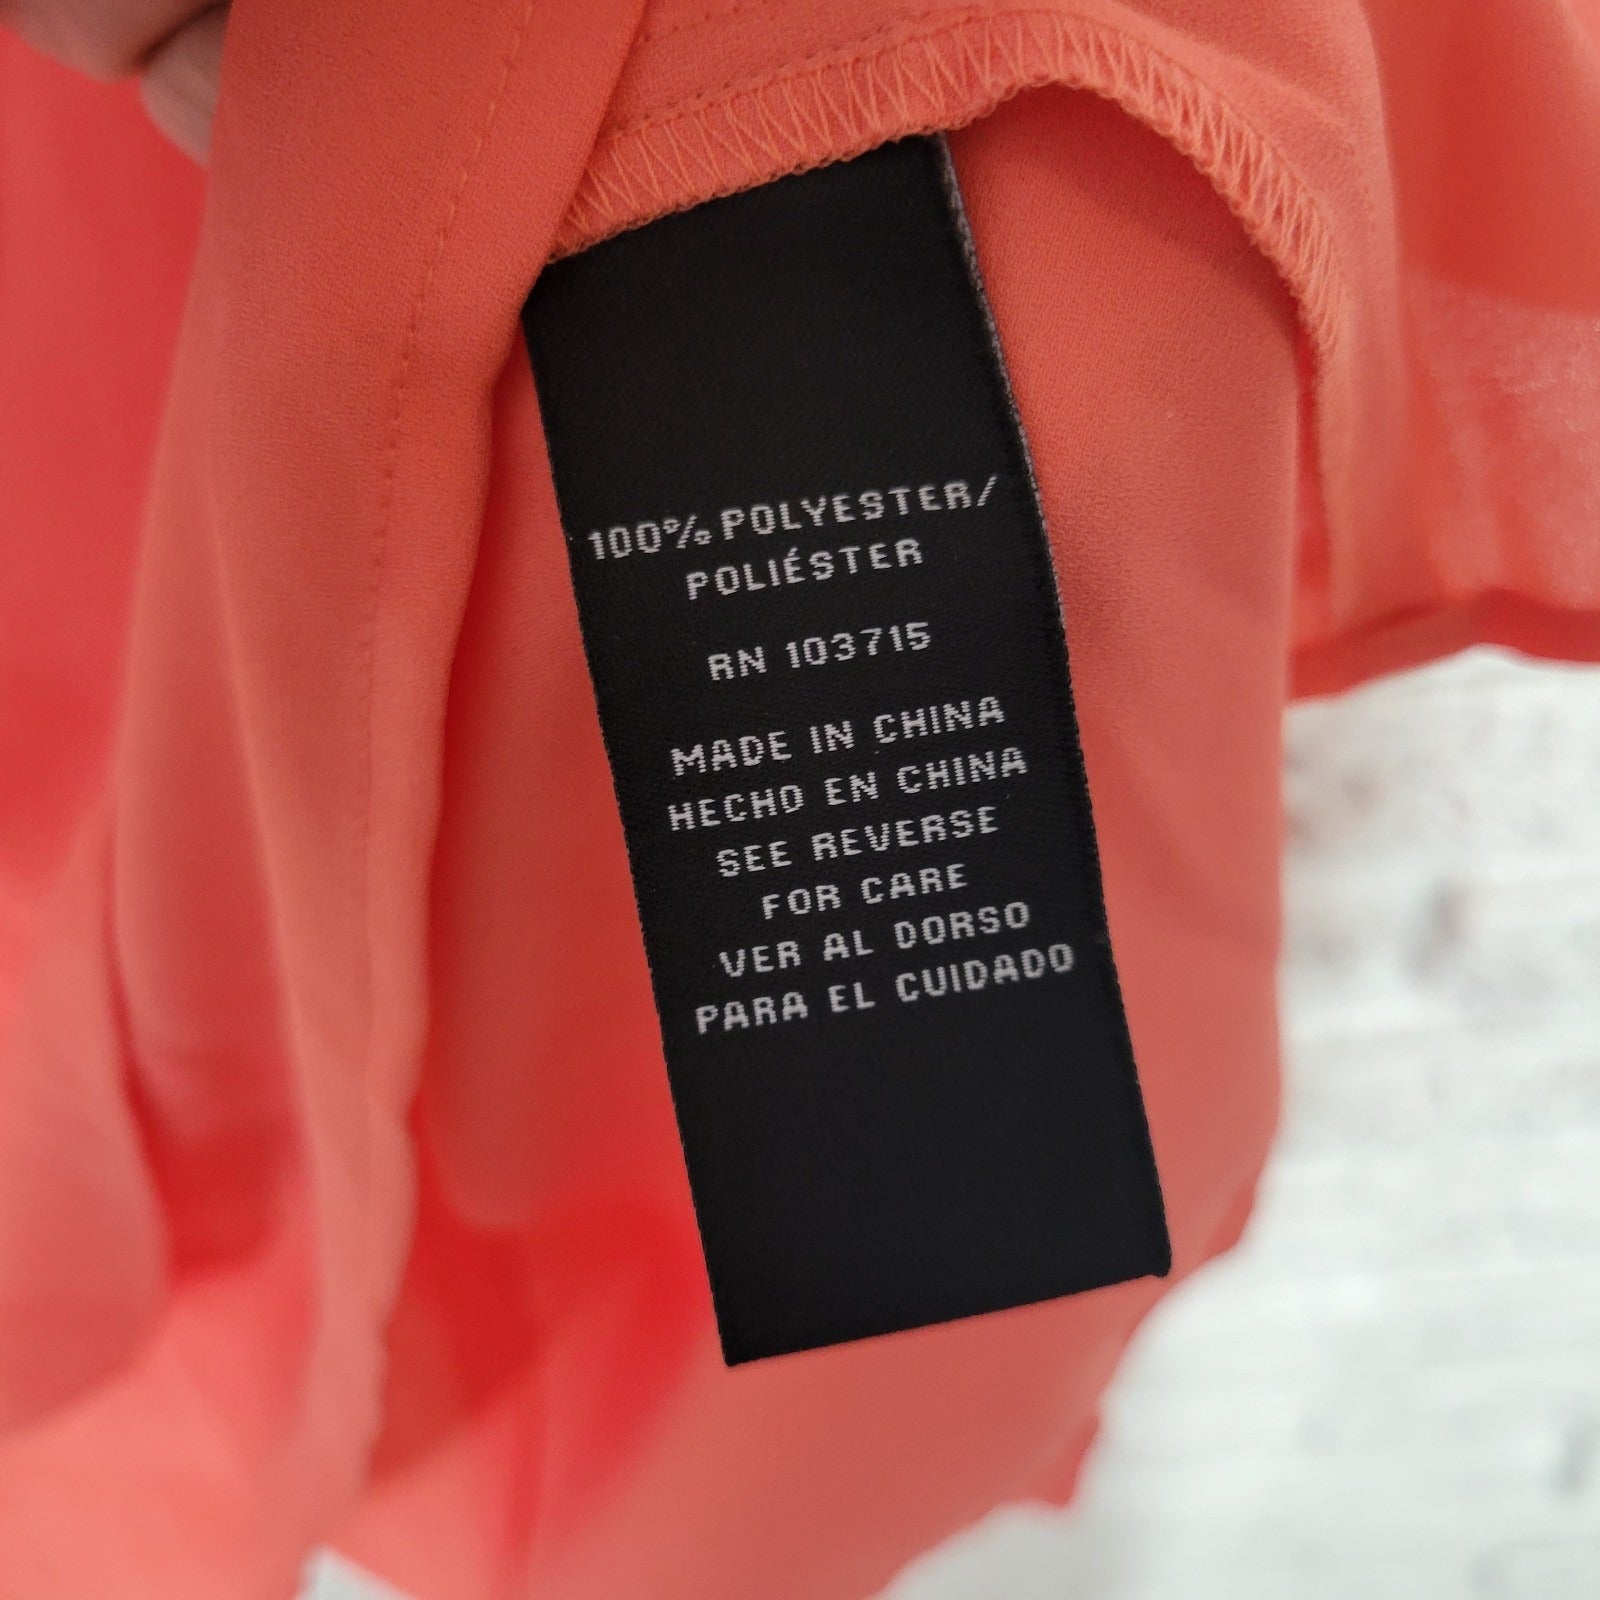 100% POLYESTER/
POLIÉSTER
RN 103715
MADE IN CHINA
HECHO EN CHINA
SEE REVERSE
FOR CARE
VER AL DORSO
PARA EL CUIDADO